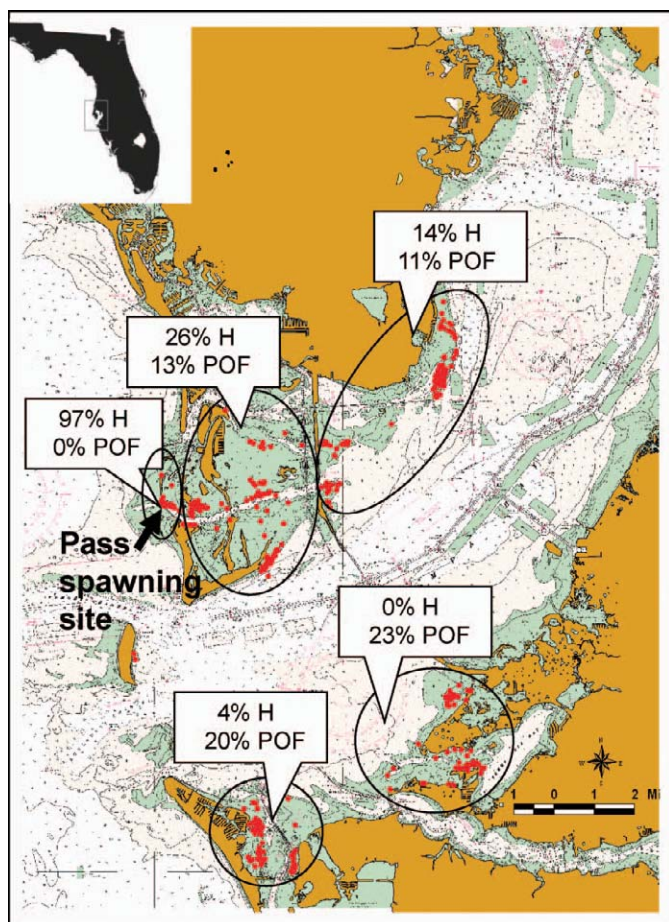 14% H
11% POF
26% H
13% POF
97% H
0% POF
Pass
spawning
site
0% H
23% POF
4% H
20% POF
N
W
E
S
1 0 1 2 Mi